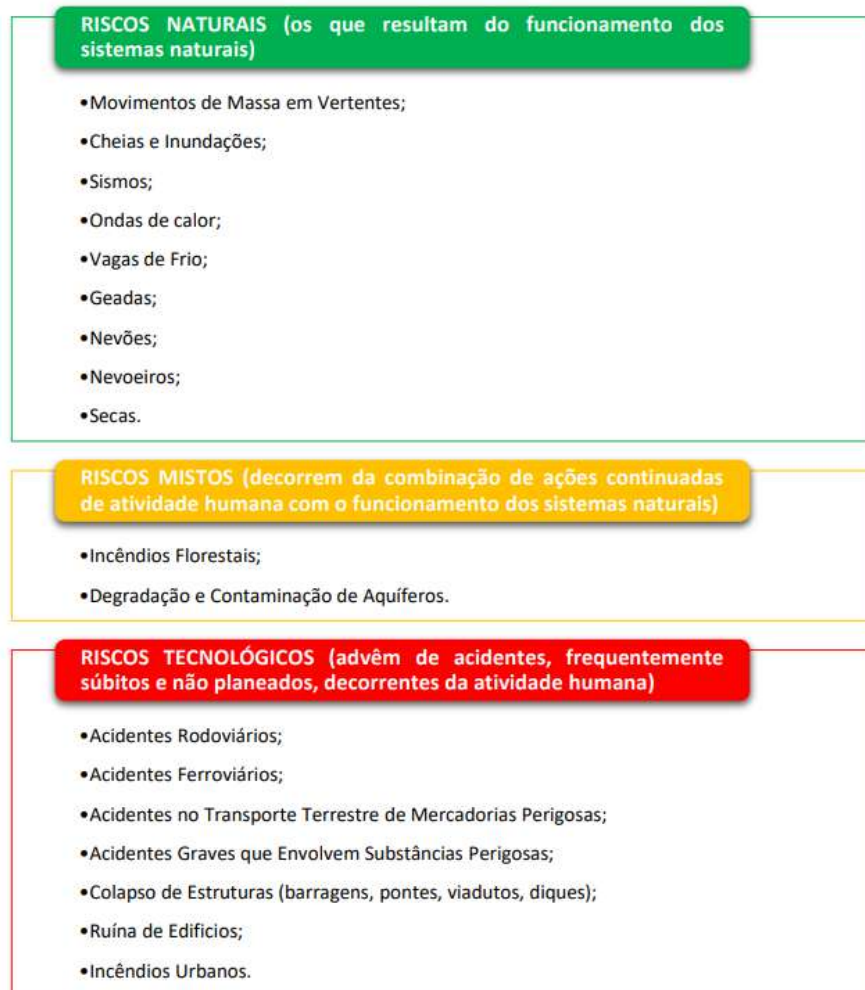 RISCOS NATURAIS (os que resultam do funcionamento dos
sistemas naturais)
•Movimentos de Massa em Vertentes;
•Cheias e Inundações;
•Sismos;
•Ondas de calor;
•Vagas de Frio;
•Geadas;
•Nevões;
•Nevoeiros;
•Secas.
RISCOS MISTOS (decorrem da combinação de ações continuadas
de atividade humana com o funcionamento dos sistemas naturais)
•Incêndios Florestais;
•Degradação e Contaminação de Aquíferos.
RISCOS TECNOLÓGICOS (advêm de acidentes, frequentemente
súbitos e não planeados, decorrentes da atividade humana)
•Acidentes Rodoviários;
•Acidentes Ferroviários;
•Acidentes no Transporte Terrestre de Mercadorias Perigosas;
•Acidentes Graves que Envolvem Substâncias Perigosas;
•Colapso de Estruturas (barragens, pontes, viadutos, diques);
•Ruína de Edificios;
•Incêndios Urbanos.